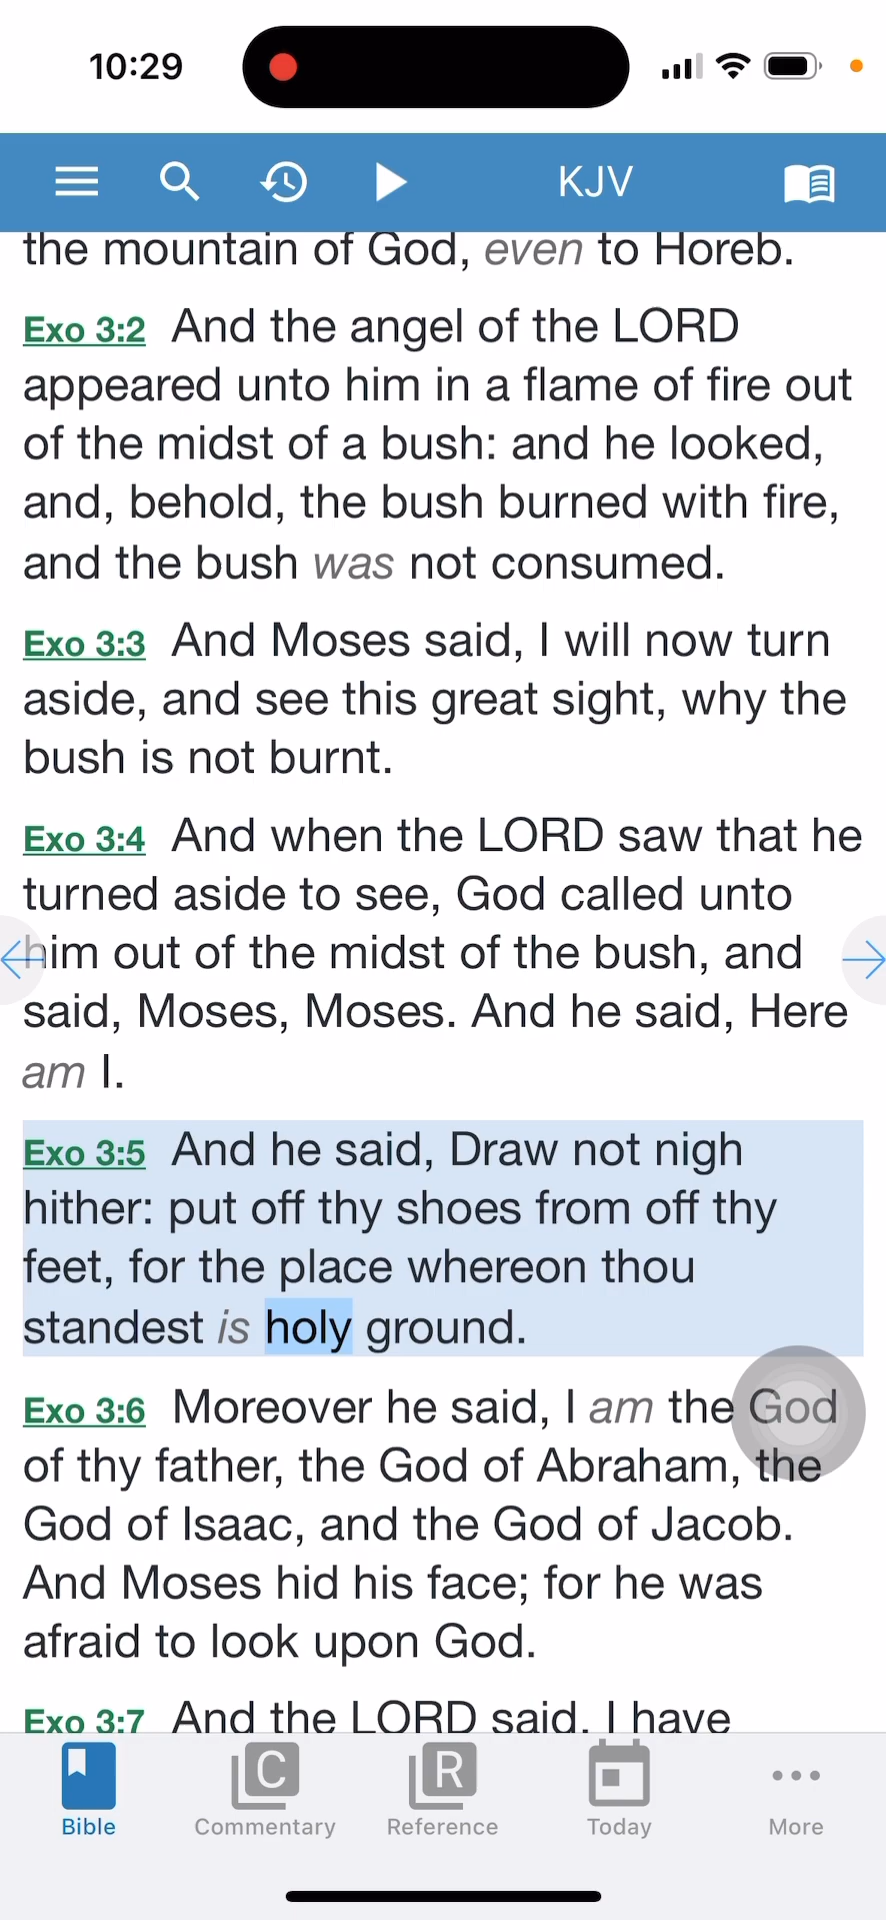 10:29
KJV
the mountain of God, even to Horeb.
Exo 3:2 And the angel of the LORD
appeared unto him in a flame of fire out
of the midst of a bush: and he looked,
and, behold, the bush burned with fire,
and the bush was not consumed.
Exo 3:3 And Moses said, I will now turn
aside, and see this great sight, why the
bush is not burnt.
Exo 3:4 And when the LORD saw that he
turned aside to see, God called unto
him out of the midst of the bush, and
said, Moses, Moses. And he said, Here
am I.
Exo 3:5 And he said, Draw not nigh
hither: put off thy shoes from off thy
feet, for the place whereon thou
standest is holy ground.
Exo 3:6 Moreover he said, I am the God
of thy father, the God of Abraham, the
God of Isaac, and the God of Jacob.
And Moses hid his face; for he was
afraid to look upon God.
Exo 3:7 And the LORD said, I have
C R
Bible Commentary Reference Today More